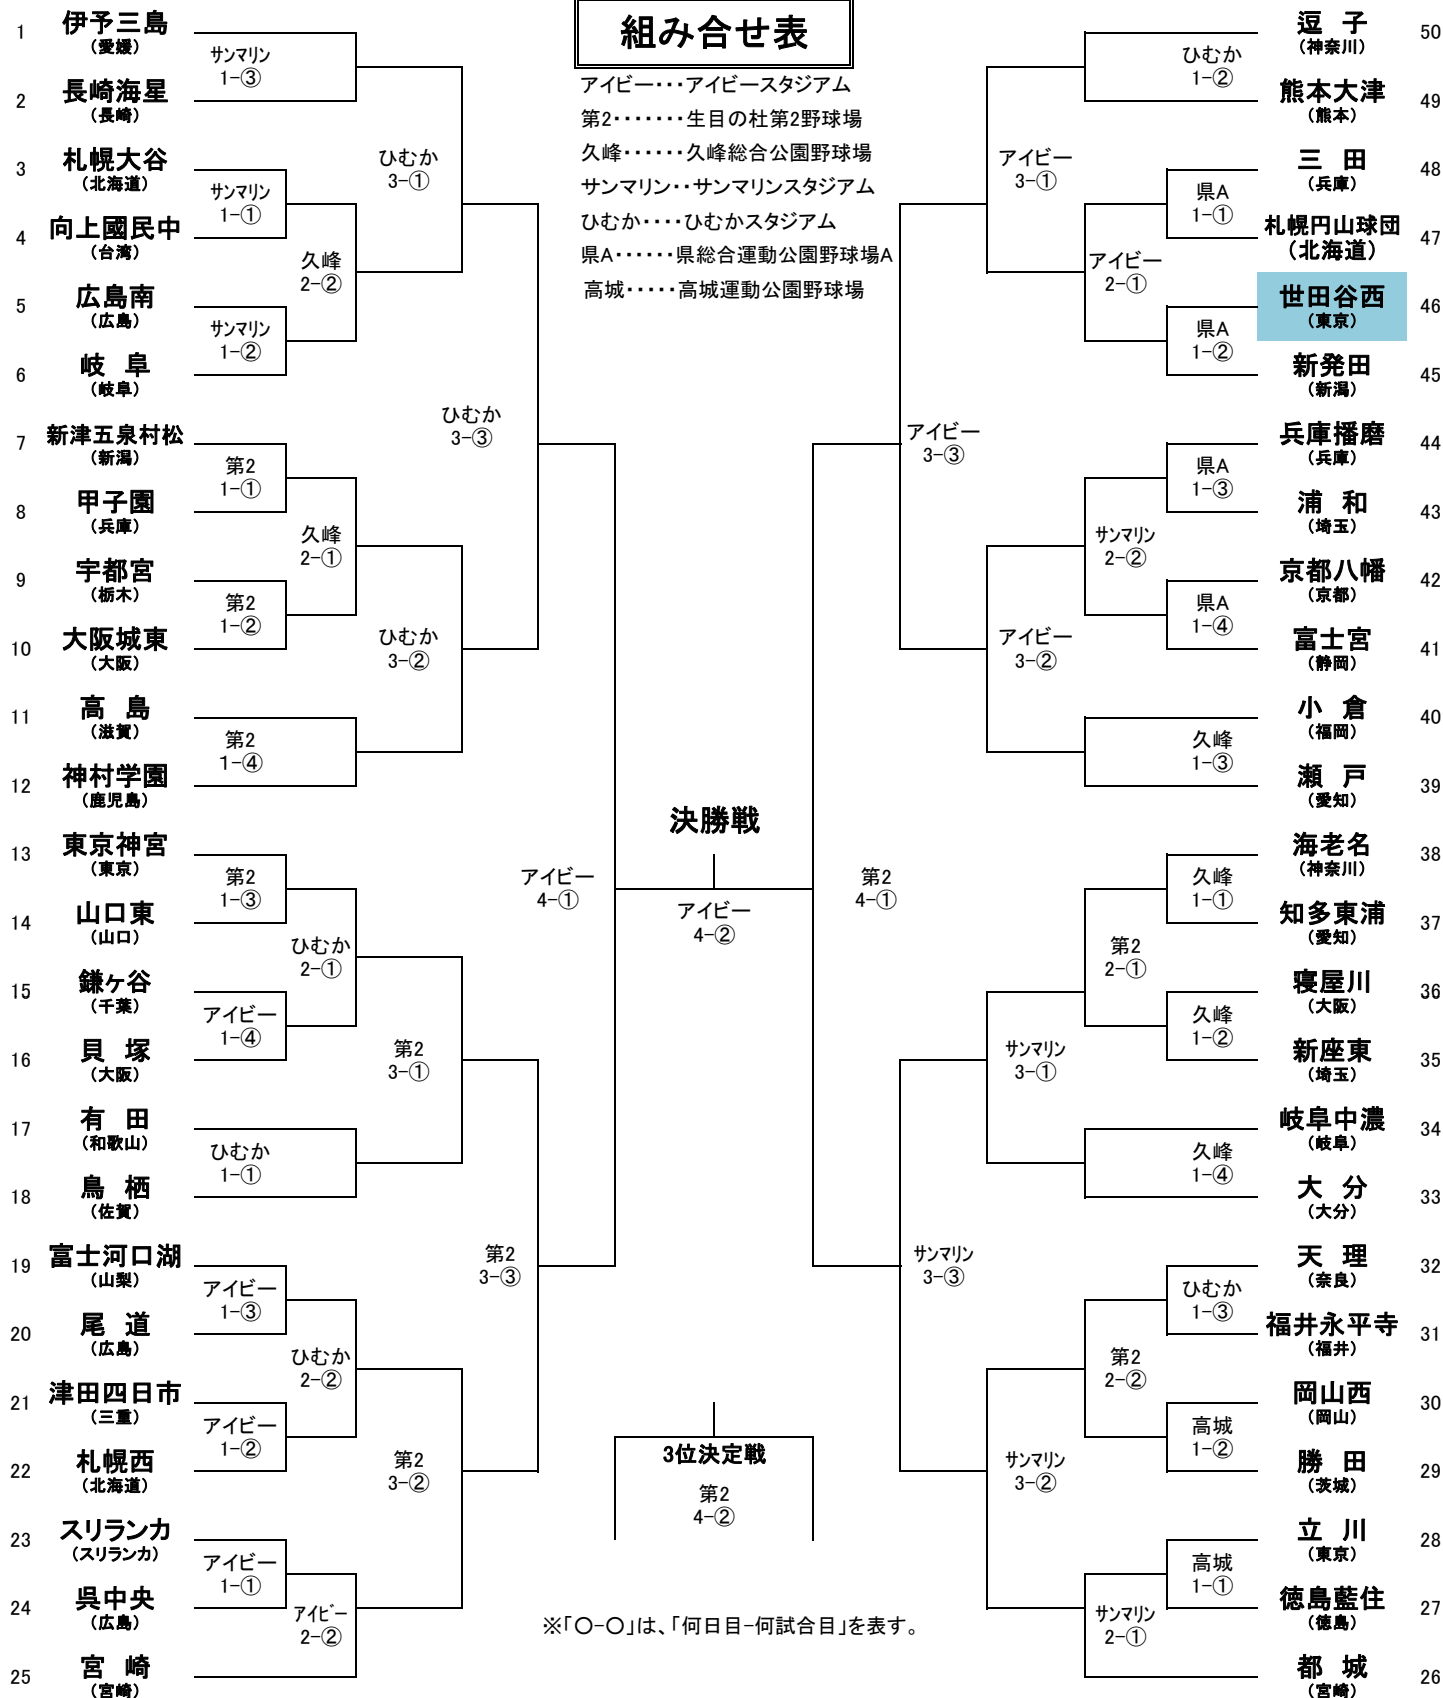 組み合せ表
アイビー・・・アイビースタジアム
第2・・・・・・・生目の杜第2野球場
久峰・・・・・・久峰総合公園野球場
サンマリン・・サンマリンスタジアム
ひむか・・・・ひむかスタジアム
県A・・・・・・県総合運動公園野球場A
高城・・・・・高城運動公園野球場
1 伊予三島
(愛媛)
サンマリン
1-③
2 長崎海星
(長崎)
3 札幌大谷
(北海道)
サンマリン
1-①
4 向上國民中
(台湾)
5 広島南
(広島)
サンマリン
1-②
6 岐 阜
(岐阜)
久峰
2-②
ひむか
3-①
7 新津五泉村松
(新潟)
第2
1-①
8 甲子園
(兵庫)
9 宇都宮
(栃木)
第2
1-②
10 大阪城東
(大阪)
久峰
2-①
11 高 島
(滋賀)
第2
1-④
12 神村学園
(鹿児島)
ひむか
3-②
ひむか
3-③
13 東京神宮
(東京)
第2
1-③
14 山口東
(山口)
15 鎌ヶ谷
(千葉)
アイビー
1-④
16 貝 塚
(大阪)
ひむか
2-①
17 有 田
(和歌山)
ひむか
1-①
18 鳥 栖
(佐賀)
第2
3-①
19 富士河口湖
(山梨)
アイビー
1-③
20 尾 道
(広島)
21 津田四日市
(三重)
アイビー
1-②
22 札幌西
(北海道)
ひむか
2-②
23 スリランカ
(スリランカ)
アイビー
1-①
24 呉中央
(広島)
25 宮 崎
(宮崎)
アイビー
2-②
第2
3-②
第2
3-③
アイビー
4-①
決勝戦
アイビー
4-②
3位決定戦
第2
4-②
※「○-○」は、「何日目-何試合目」を表す。
第2
4-①
逗 子 50
(神奈川)
ひむか
1-②
熊本大津 49
(熊本)
三 田 48
(兵庫)
県A
1-①
札幌円山球団 47
(北海道)
世田谷西 46
(東京)
県A
1-②
新発田 45
(新潟)
アイビー
2-①
アイビー
3-①
兵庫播磨 44
(兵庫)
県A
1-③
浦 和 43
(埼玉)
京都八幡 42
(京都)
県A
1-④
富士宮 41
(静岡)
サンマリン
2-②
小 倉 40
(福岡)
久峰
1-③
瀬 戸 39
(愛知)
アイビー
3-②
アイビー
3-③
海老名 38
(神奈川)
久峰
1-①
知多東浦 37
(愛知)
寝屋川 36
(大阪)
久峰
1-②
新座東 35
(埼玉)
第2
2-①
岐阜中濃 34
(岐阜)
久峰
1-④
大 分 33
(大分)
サンマリン
3-①
天 理 32
(奈良)
ひむか
1-③
福井永平寺 31
(福井)
岡山西 30
(岡山)
高城
1-②
勝 田 29
(茨城)
第2
2-②
立 川 28
(東京)
高城
1-①
徳島藍住 27
(徳島)
都 城 26
(宮崎)
サンマリン
2-①
サンマリン
3-②
サンマリン
3-③